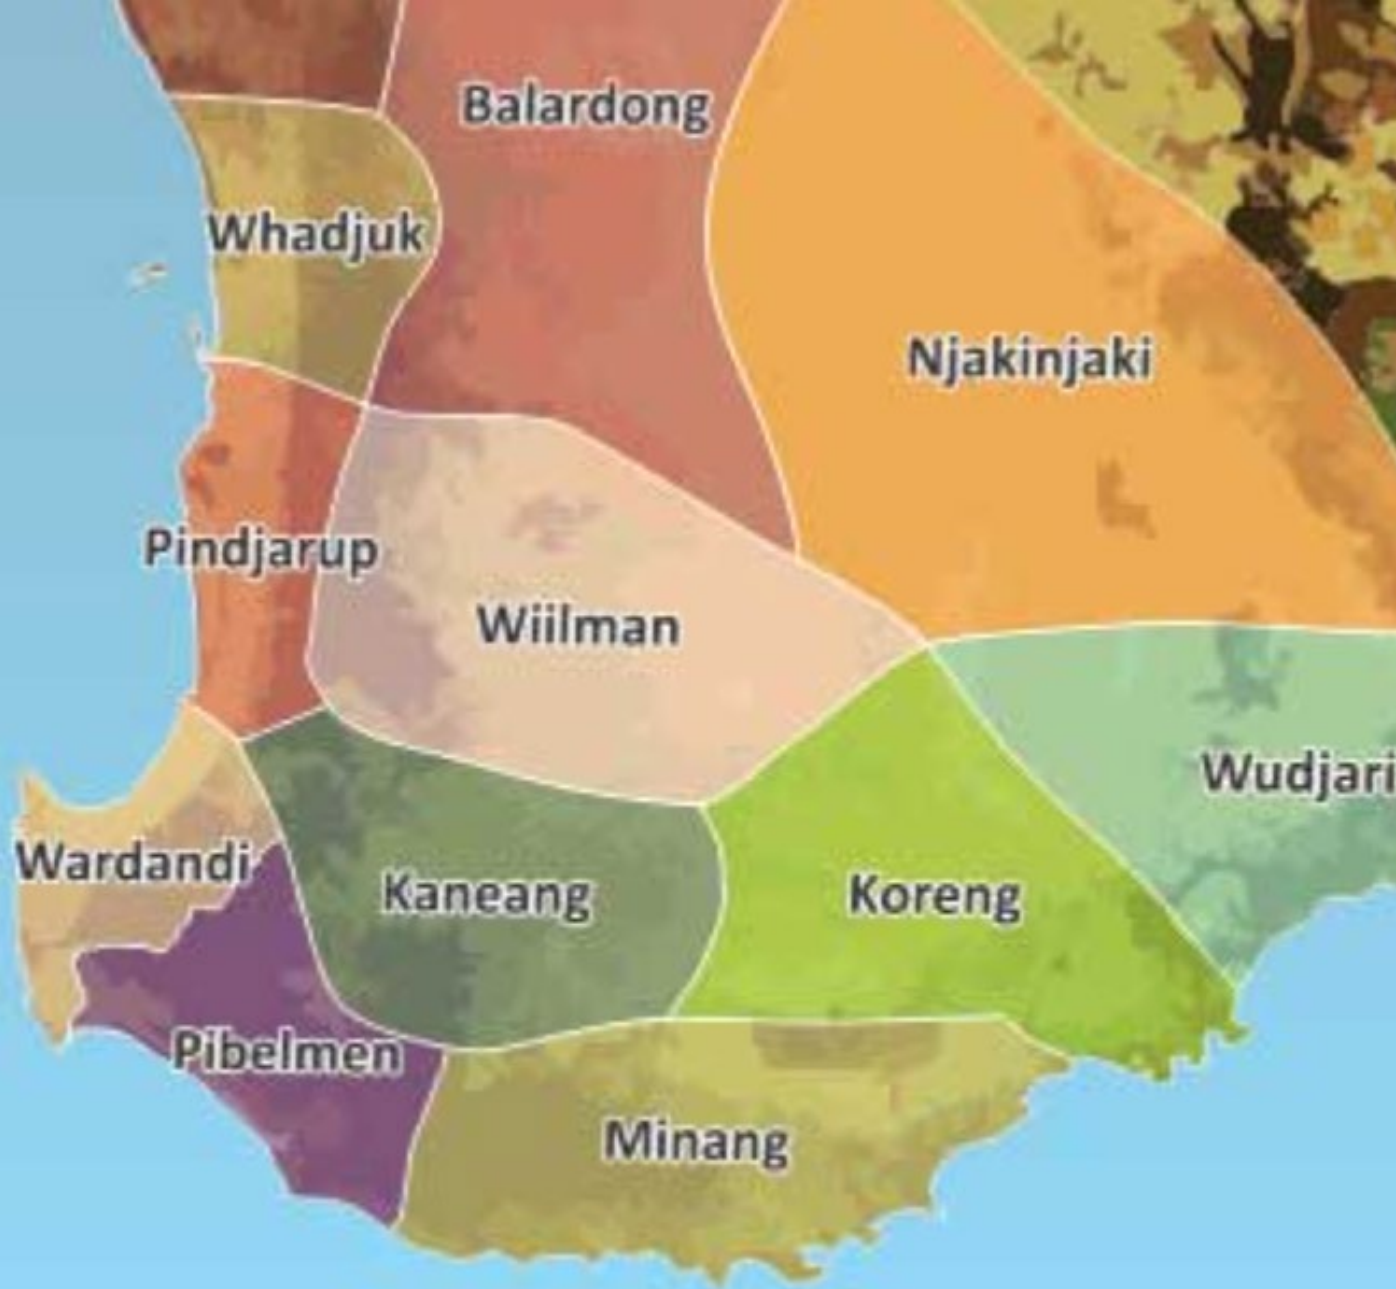 Balardong
Whadjuk
Njakinjaki
Pindjarup
Wiilman
Wudjari
Wardandi
Kaneang
Koreng
Pibelmen
Minang